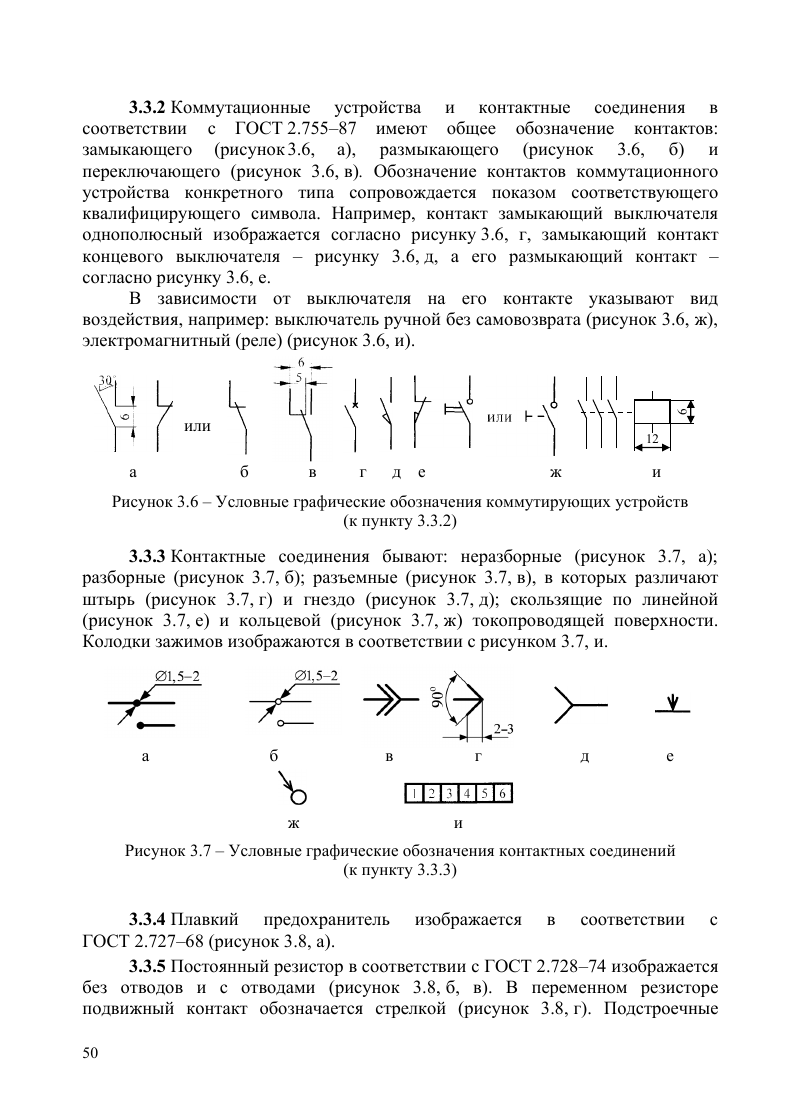 3.3.2 Коммутационные устройства и контактные соединения в
соответствии с ГОСТ 2.755–87 имеют общее обозначение контактов:
замыкающего (рисунок 3.6, а), размыкающего (рисунок 3.6, б) и
переключающего (рисунок 3.6, в). Обозначение контактов коммутационного
устройства конкретного типа сопровождается показом соответствующего
квалифицирующего символа. Например, контакт замыкающий выключателя
однополюсный изображается согласно рисунку 3.6, г, замыкающий контакт
концевого выключателя – рисунку 3.6, д, а его размыкающий контакт –
согласно рисунку 3.6, е.
В зависимости от выключателя на его контакте указывают вид
воздействия, например: выключатель ручной без самовозврата (рисунок 3.6, ж),
электромагнитный (реле) (рисунок 3.6, и).
6
30° 5
6 или или 6
12
а б в г д е ж и
Рисунок 3.6 – Условные графические обозначения коммутирующих устройств
(к пункту 3.3.2)
3.3.3 Контактные соединения бывают: неразборные (рисунок 3.7, а);
разборные (рисунок 3.7, б); разъемные (рисунок 3.7, в), в которых различают
штырь (рисунок 3.7, г) и гнездо (рисунок 3.7, д); скользящие по линейной
(рисунок 3.7, е) и кольцевой (рисунок 3.7, ж) токопроводящей поверхности.
Колодки зажимов изображаются в соответствии с рисунком 3.7, и.
∅1,5–2 ∅1,5–2
90°
2–3
а б в г д е
1 2 3 4 5 6
ж и
Рисунок 3.7 – Условные графические обозначения контактных соединений
(к пункту 3.3.3)
3.3.4 Плавкий предохранитель изображается в соответствии с
ГОСТ 2.727–68 (рисунок 3.8, а).
3.3.5 Постоянный резистор в соответствии с ГОСТ 2.728–74 изображается
без отводов и с отводами (рисунок 3.8, б, в). В переменном резисторе
подвижный контакт обозначается стрелкой (рисунок 3.8, г). Подстроечные
50